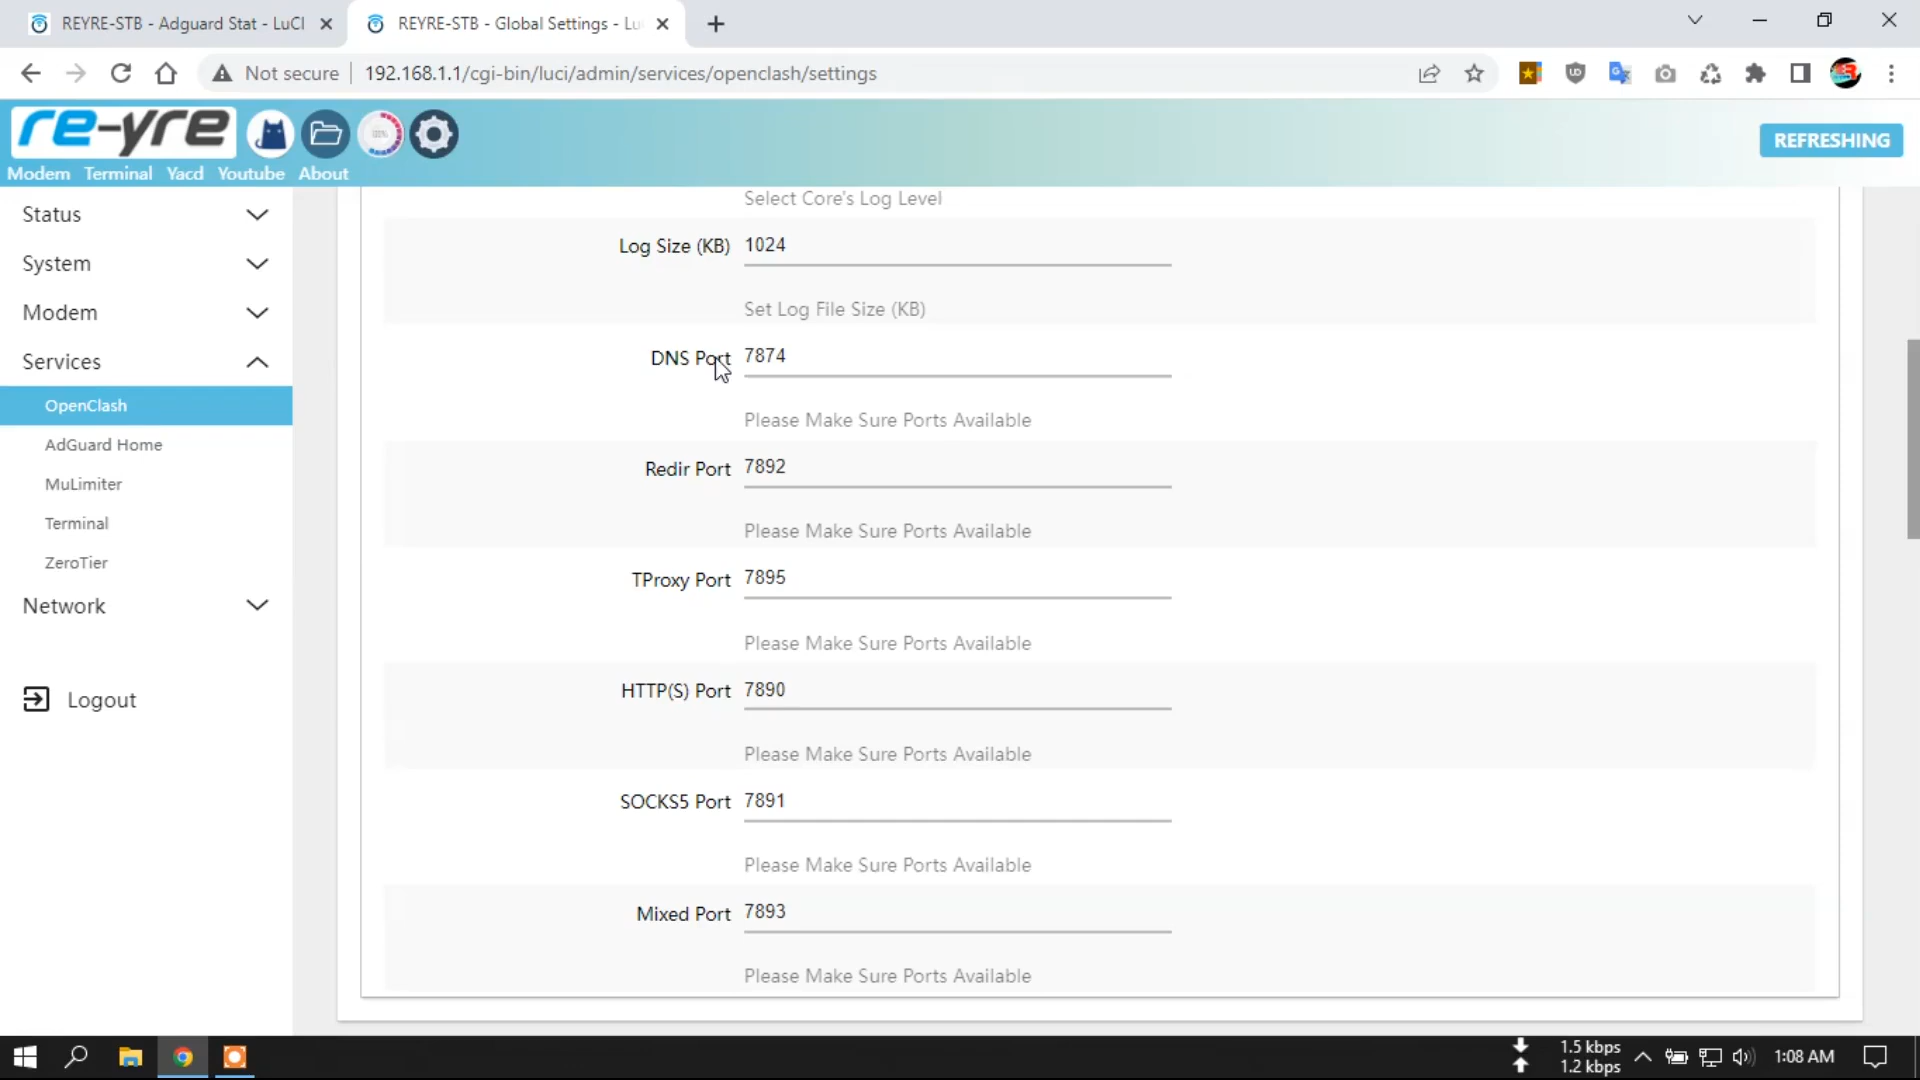 REYRE-STB - Adguard Stat - LuCI
REYRE-STB - Global Settings - Lu
Not secure
192.168.1.1/cgi-bin/luci/admin/services/openclash/settings
re-yre
REFRESHING
Modem Terminal Yacd Youtube About
Status
System
Modem
Services
OpenClash
AdGuard Home
MuLimiter
Terminal
ZeroTier
Network
Logout
Select Core's Log Level
Log Size (KB) 1024
Set Log File Size (KB)
DNS Port 7874
Please Make Sure Ports Available
Redir Port 7892
Please Make Sure Ports Available
TProxy Port 7895
Please Make Sure Ports Available
HTTP(S) Port 7890
Please Make Sure Ports Available
SOCKS5 Port 7891
Please Make Sure Ports Available
Mixed Port 7893
Please Make Sure Ports Available
1.5 kbps
1.2 kbps
1:08 AM